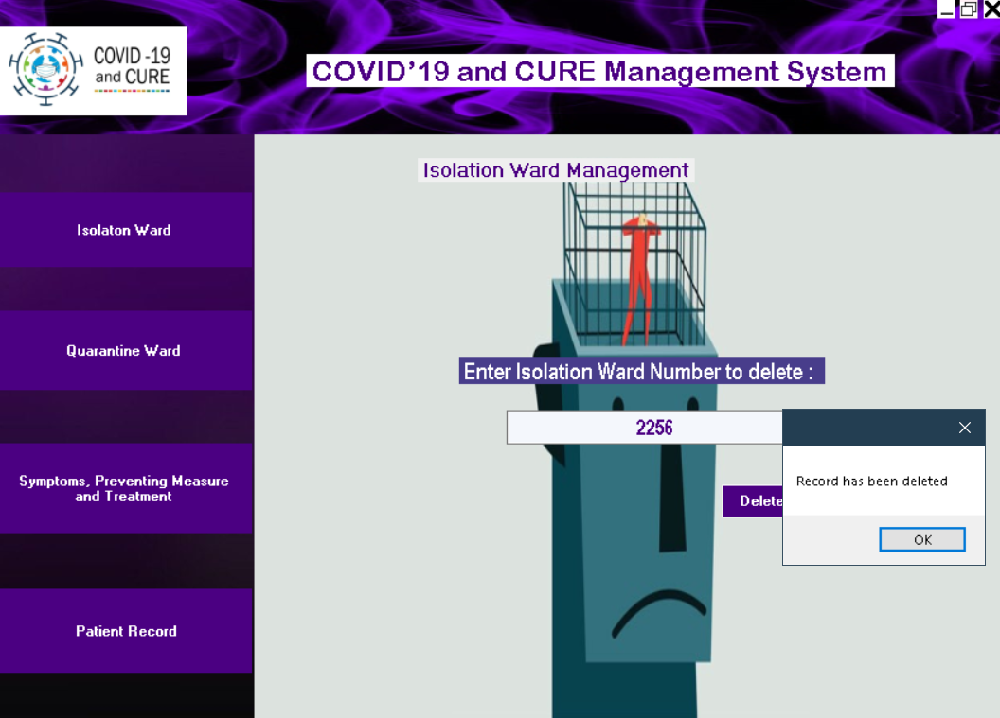 COVID -19
and CURE
COVID'19 and CURE Management System
Isolation Ward Management
Isolaton Ward
Quarantine Ward
Enter Isolation Ward Number to delete :
2256
Record has been deleted
Symptoms, Preventing Measure
and Treatment
Delete
OK
Patient Record